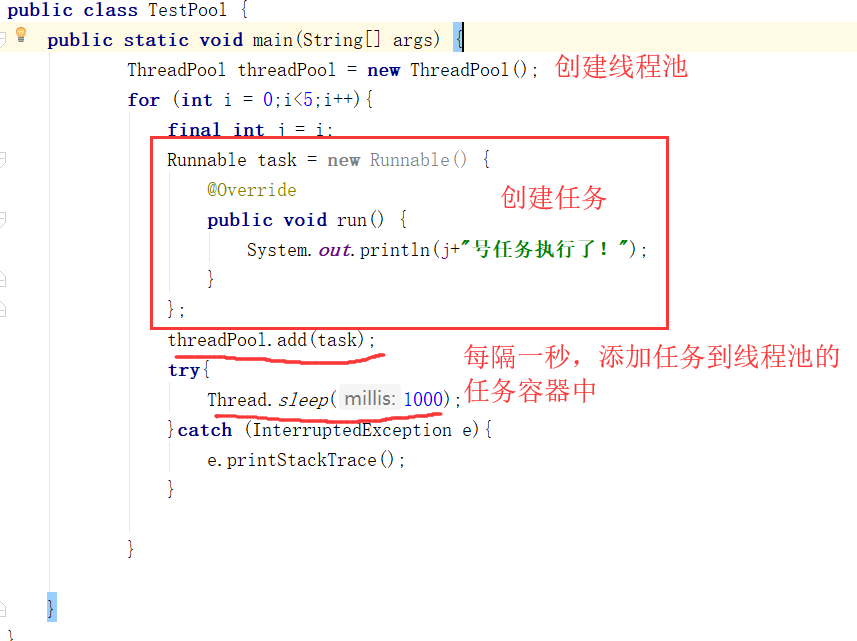 public class TestPool {
public static void main(String[] args) {
ThreadPool threadPool = new ThreadPool(); 创建线程池
for (int i = 0;i<5;i++){
final int j = i;
Runnable task = new Runnable() {
@Override 创建任务
public void run() {
System.out.println(j+"号任务执行了！");
}
};
threadPool.add(task);
每隔一秒，添加任务到线程池的
try{
任务容器中
Thread.sleep( millis: 1000);
}catch (InterruptedException e){
e.printStackTrace();
}
}
}
}